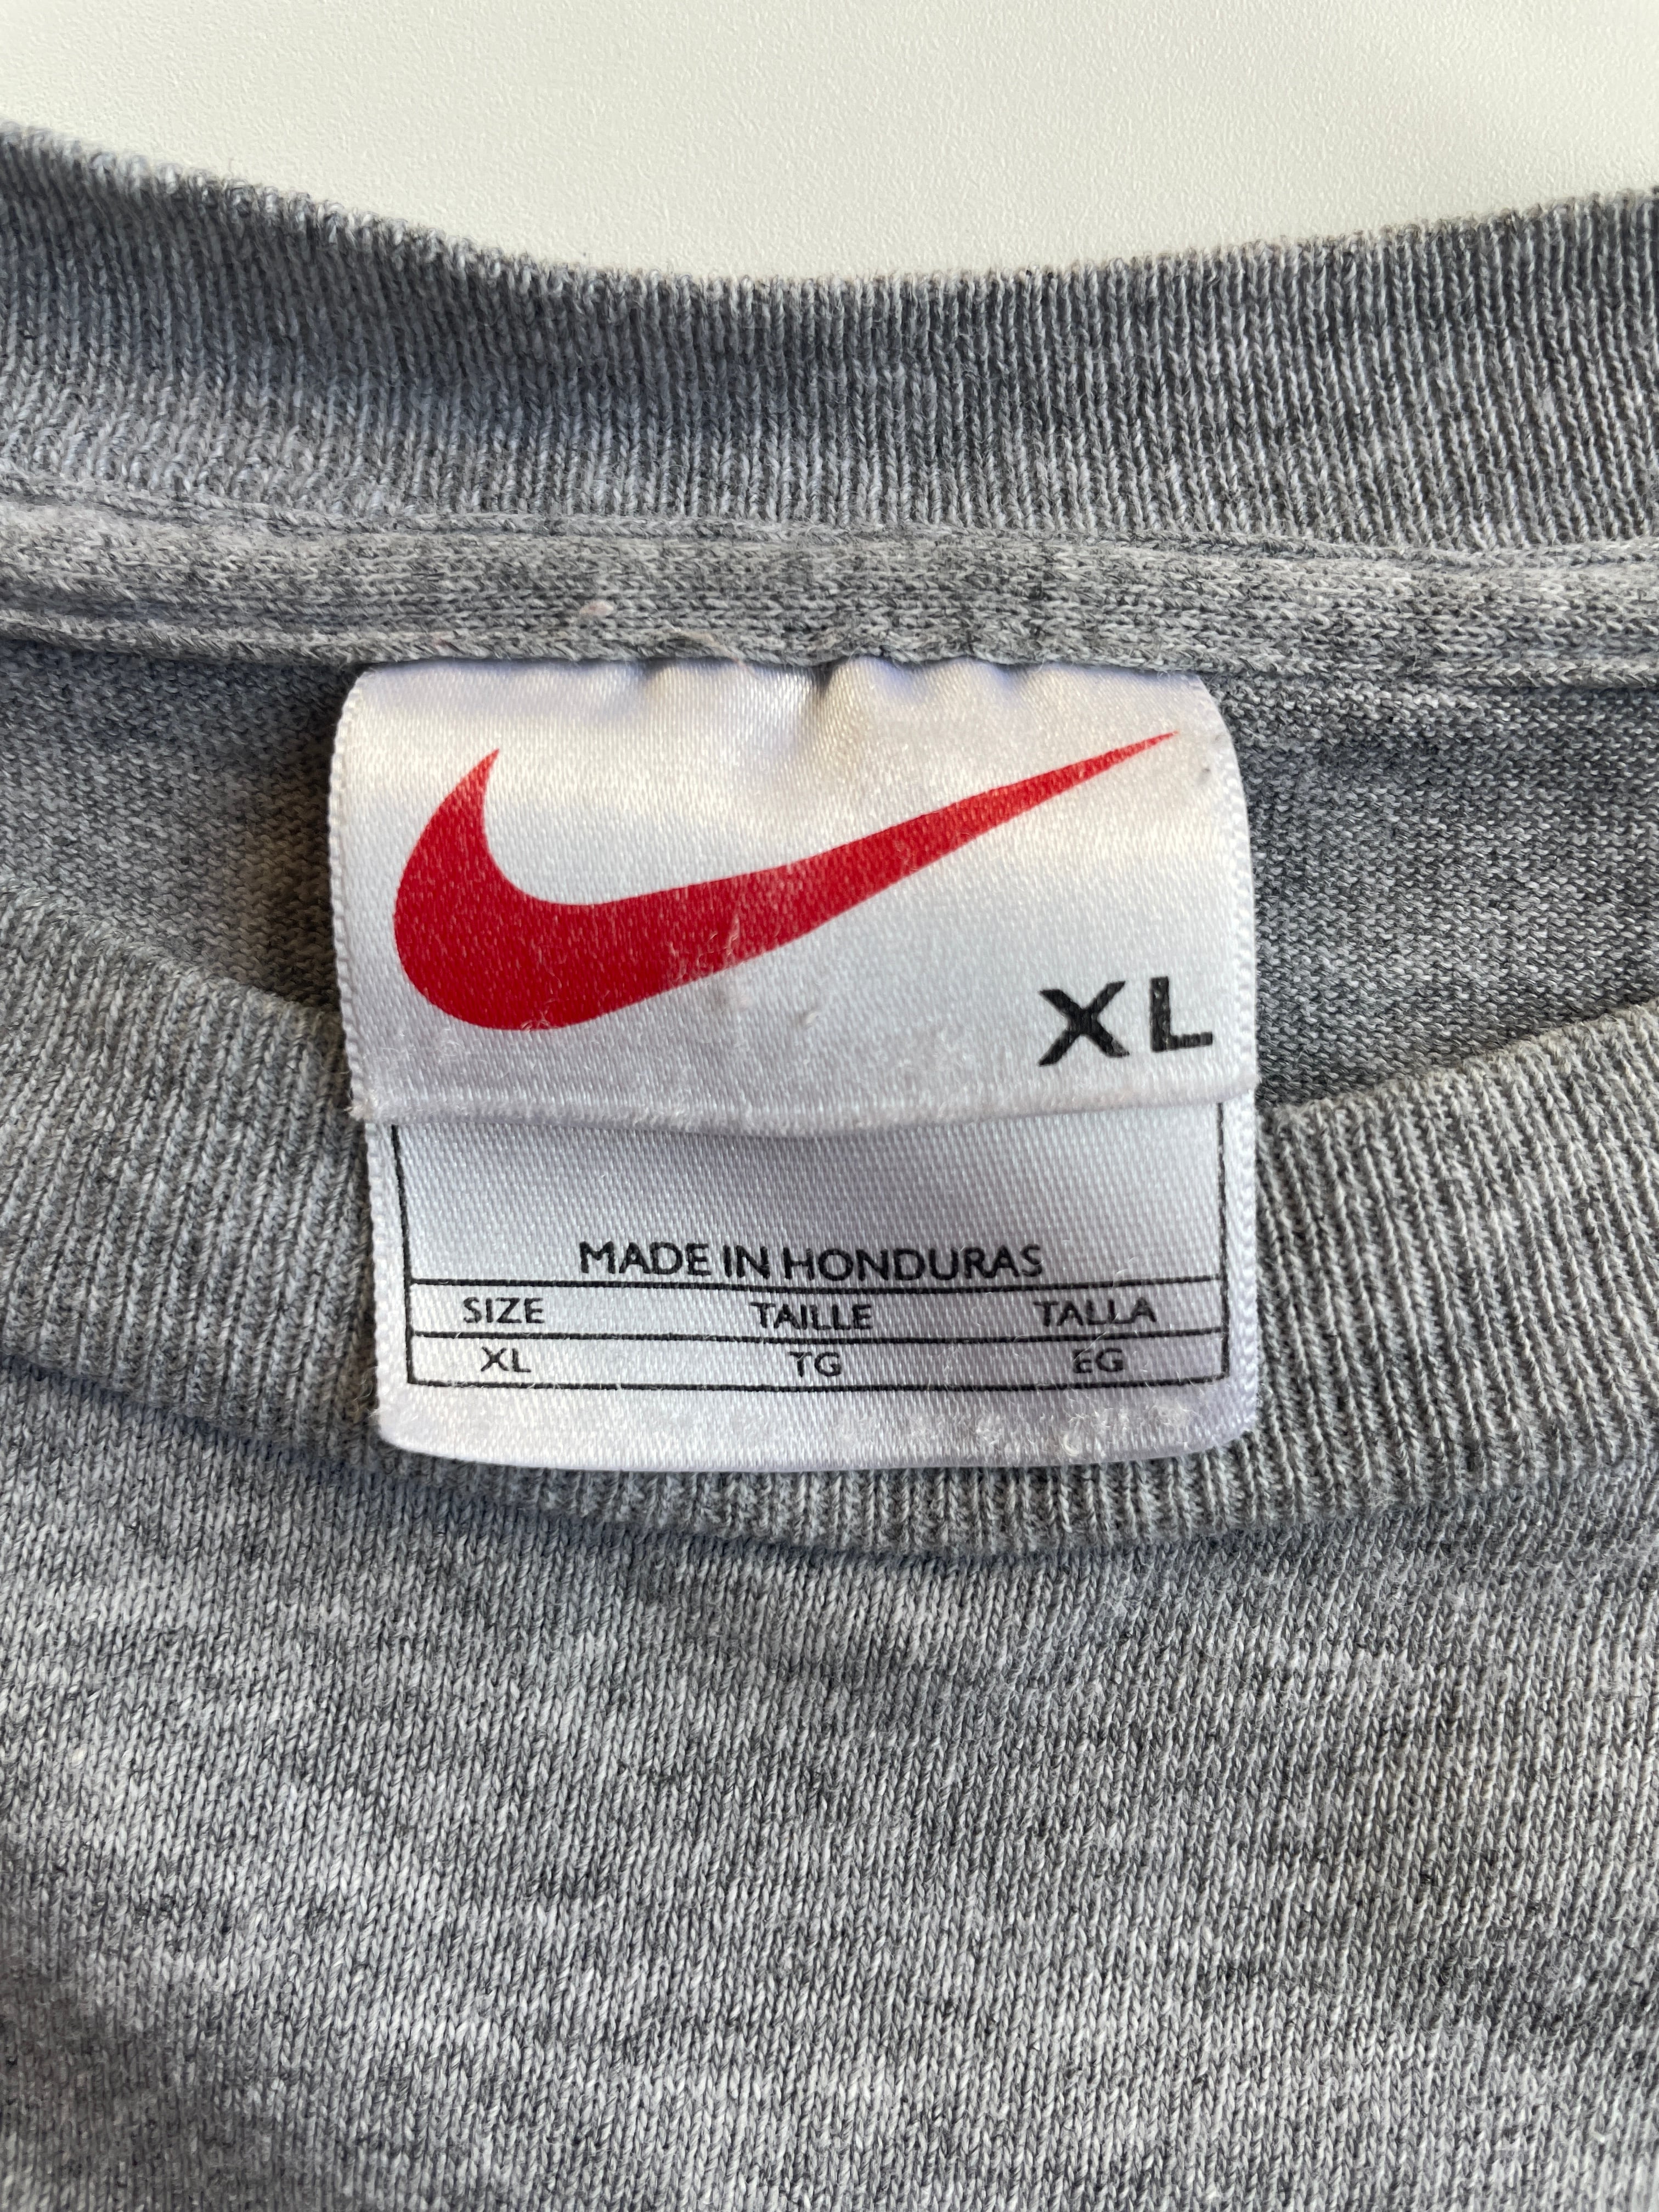 XL
MADE IN HONDURAS
SIZE TAILLE TALLA
XL TG EG